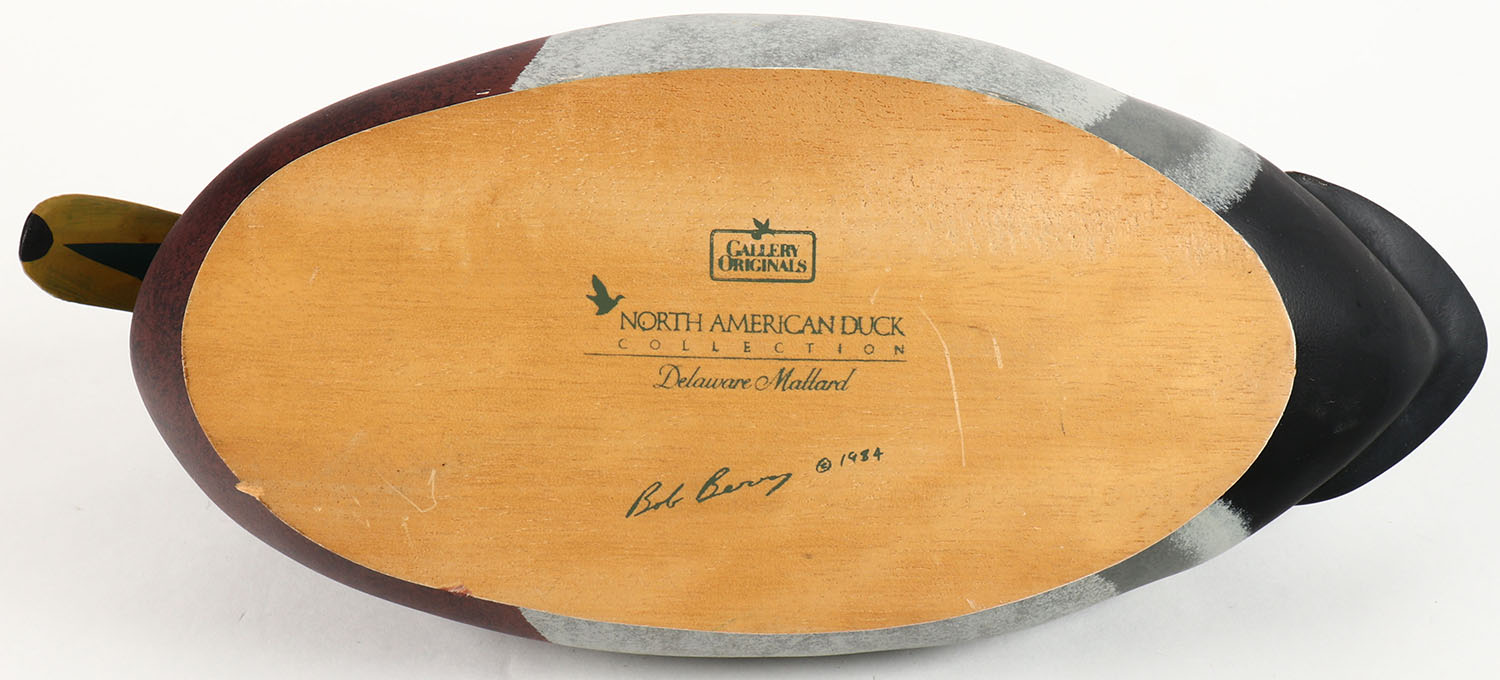 GALLERY
ORIGINALS
NORTH AMERICAN DUCK
COLLECTION
Delaware Mallard
Bob Berry © 1984